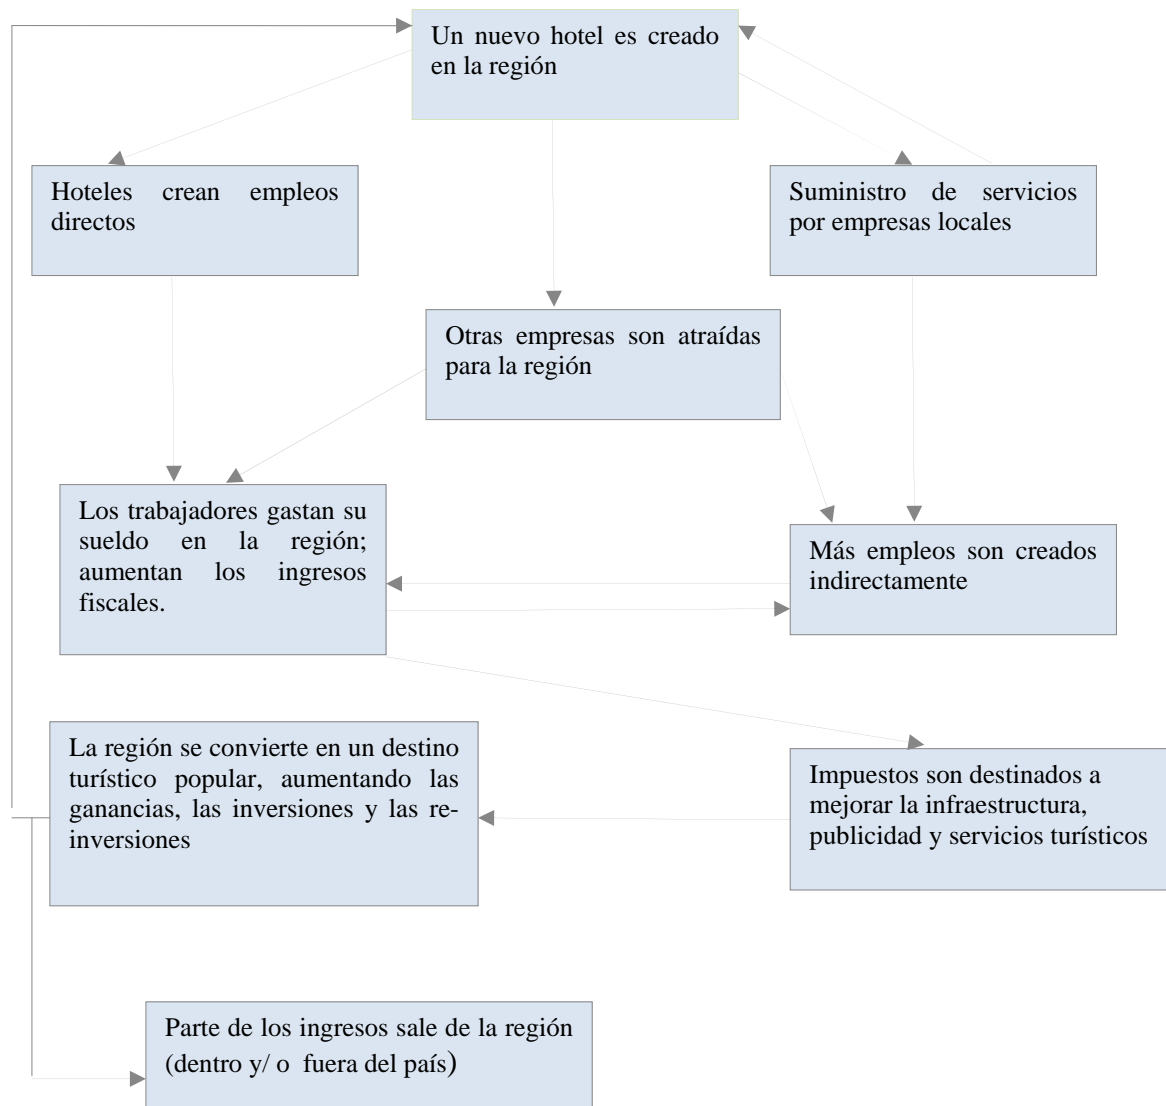 Un nuevo hotel es creado
en la región
Hoteles crean empleos
directos
Suministro de servicios
por empresas locales
Otras empresas son atraídas
para la región
Los trabajadores gastan su
sueldo en la región;
aumentan los ingresos
fiscales.
Más empleos son creados
indirectamente
La región se convierte en un destino
turístico popular, aumentando las
ganancias, las inversiones y las re-
inversiones
Impuestos son destinados a
mejorar la infraestructura,
publicidad y servicios turísticos
Parte de los ingresos sale de la región
(dentro y/ o fuera del país)